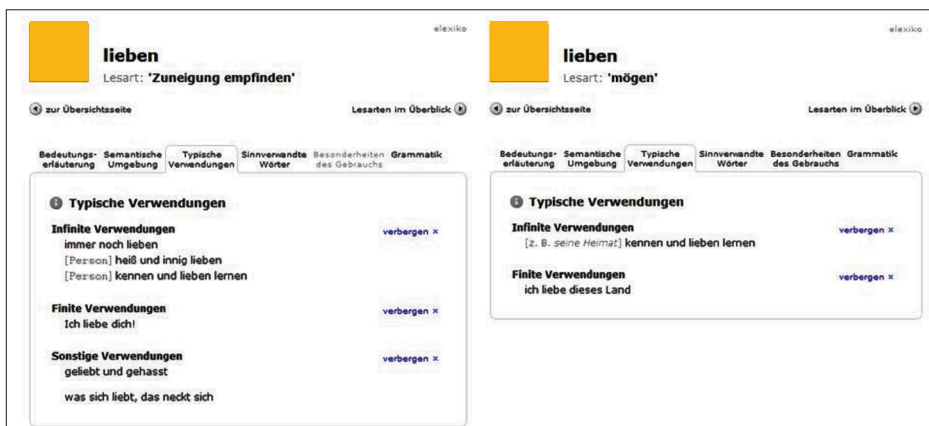 elexiko
lieben
Lesart: 'Zuneigung empfinden'
zur Übersichtsseite
Lesarten im Überblick
Bedeutungs-
erläuterung
Semantische
Umgebung
Typische
Verwendungen
Sinnverwandte
Wörter
Besonderheiten
des Gebrauchs
Grammatik
Typische Verwendungen
Infinite Verwendungen
verbergen ×
immer noch lieben
[Person] heiß und innig lieben
[Person] kennen und lieben lernen
Finite Verwendungen
verbergen ×
Ich liebe dich!
Sonstige Verwendungen
verbergen ×
geliebt und gehasst
was sich liebt, das neckt sich
elexiko
lieben
Lesart: 'mögen'
zur Übersichtsseite
Lesarten im Überblick
Bedeutungs-
erläuterung
Semantische
Umgebung
Typische
Verwendungen
Sinnverwandte
Wörter
Besonderheiten
des Gebrauchs
Grammatik
Typische Verwendungen
Infinite Verwendungen
verbergen ×
[z. B. seine Heimat] kennen und lieben lernen
Finite Verwendungen
verbergen ×
ich liebe dieses Land